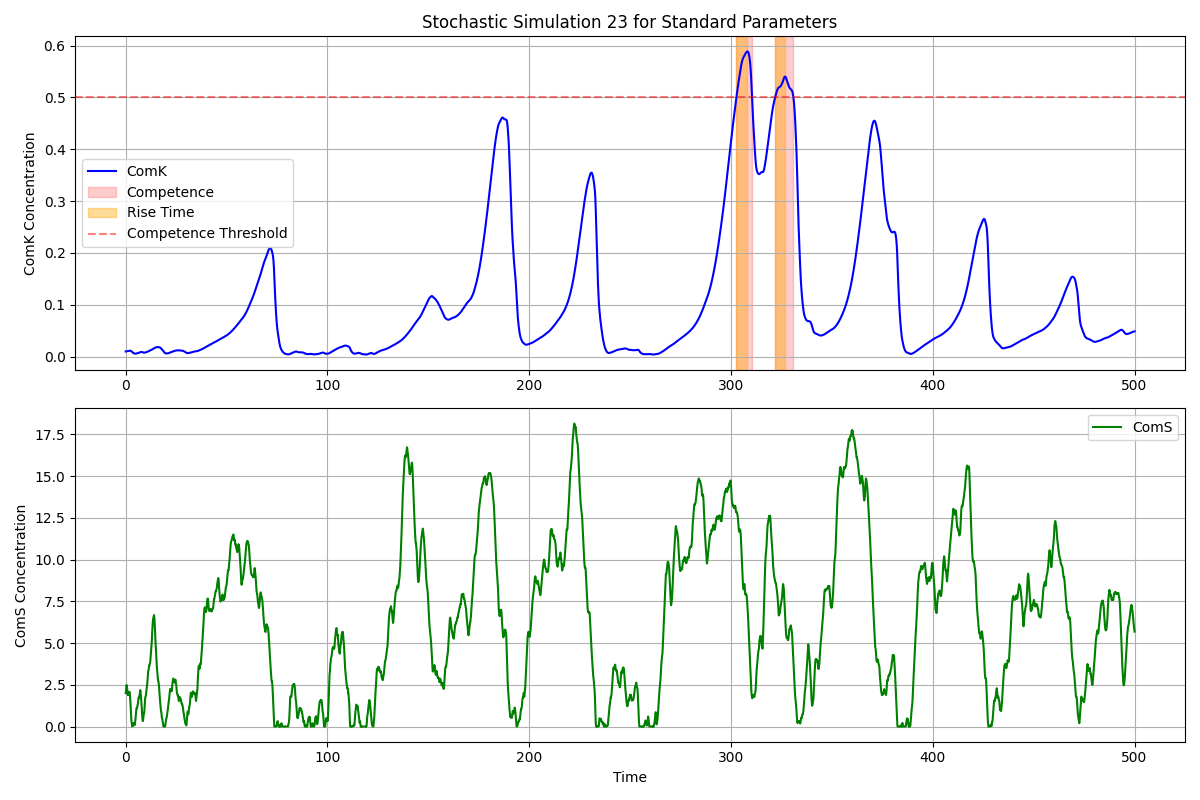 Stochastic Simulation 23 for Standard Parameters
ComK Concentration
0.6
0.5
0.4
0.3
0.2
0.1
0.0
ComK
Competence
Rise Time
Competence Threshold
0 100 200 300 400 500
ComS Concentration
17.5
15.0
12.5
10.0
7.5
5.0
2.5
0.0
ComS
0 100 200 300 400 500
Time